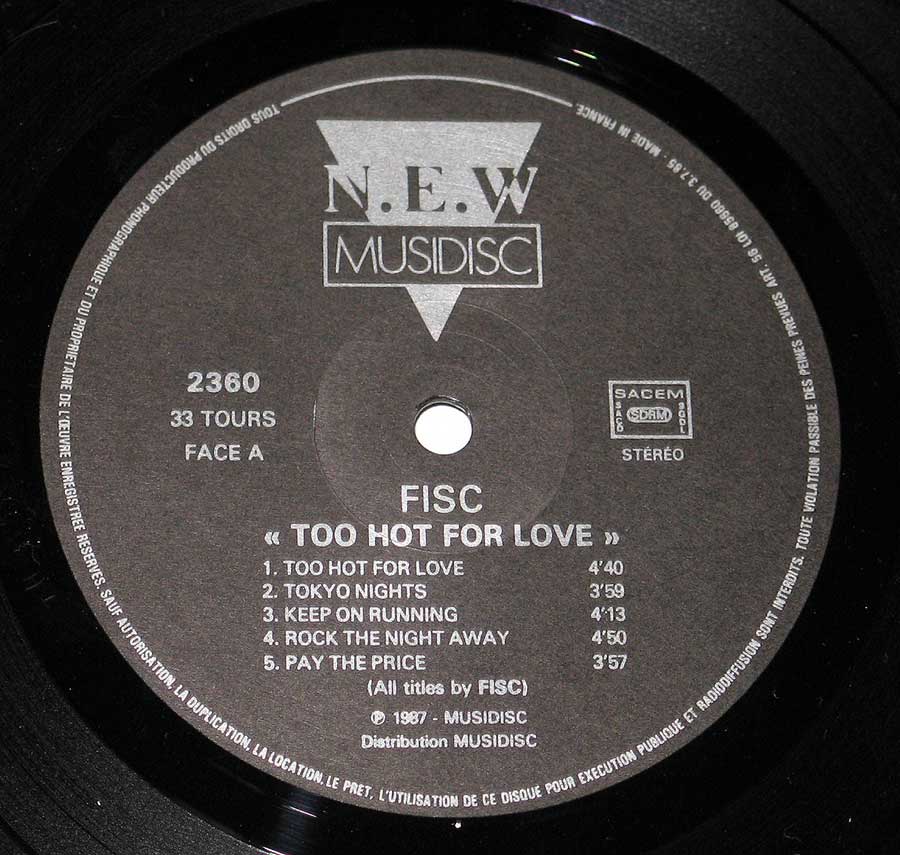 N.E.W
MUSIDISC
2360
33 TOURS
FACE A
SACEM
SACD
SDRM
SGDL
STÉRÉO
FISC
« TOO HOT FOR LOVE »
1. TOO HOT FOR LOVE 4'40
2. TOKYO NIGHTS 3'59
3. KEEP ON RUNNING 4'13
4. ROCK THE NIGHT AWAY 4'50
5. PAY THE PRICE 3'57
(All titles by FISC)
℗ 1987 - MUSIDISC
Distribution MUSIDISC
TOUS DROITS DU PRODUCTEUR PHONOGRAPHIQUE ET DU PROPRIETAIRE DE L'ŒUVRE ENREGISTREE RESERVES. SAUF AUTORISATION, LA DUPLICATION, LA LOCATION, LE PRET, L'UTILISATION DE CE DISQUE POUR EXECUTION PUBLIQUE ET RADIODIFFUSION SONT INTERDITS. TOUTE VIOLATION PASSIBLE DES PEINES PREVUES ART. 56 LOI 85660 DU 3.7.85 - MADE IN FRANCE